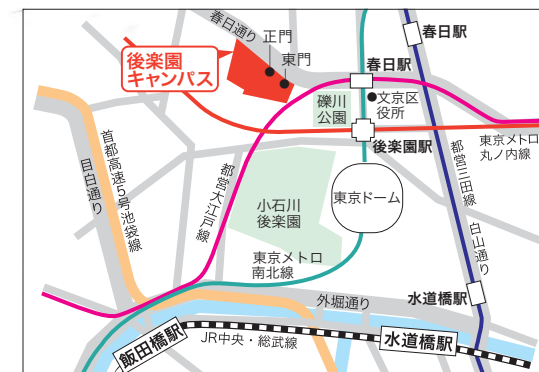 春日通り
正門
東門
後楽園
キャンパス
春日駅
春日駅
礫川
公園
文京区
役所
後楽園駅
東京メトロ
丸ノ内線
首都高速5号池袋線
目白通り
都営大江戸線
小石川
後楽園
東京ドーム
都営三田線
白山通り
東京メトロ
南北線
外堀通り
水道橋駅
飯田橋駅
JR中央・総武線
水道橋駅